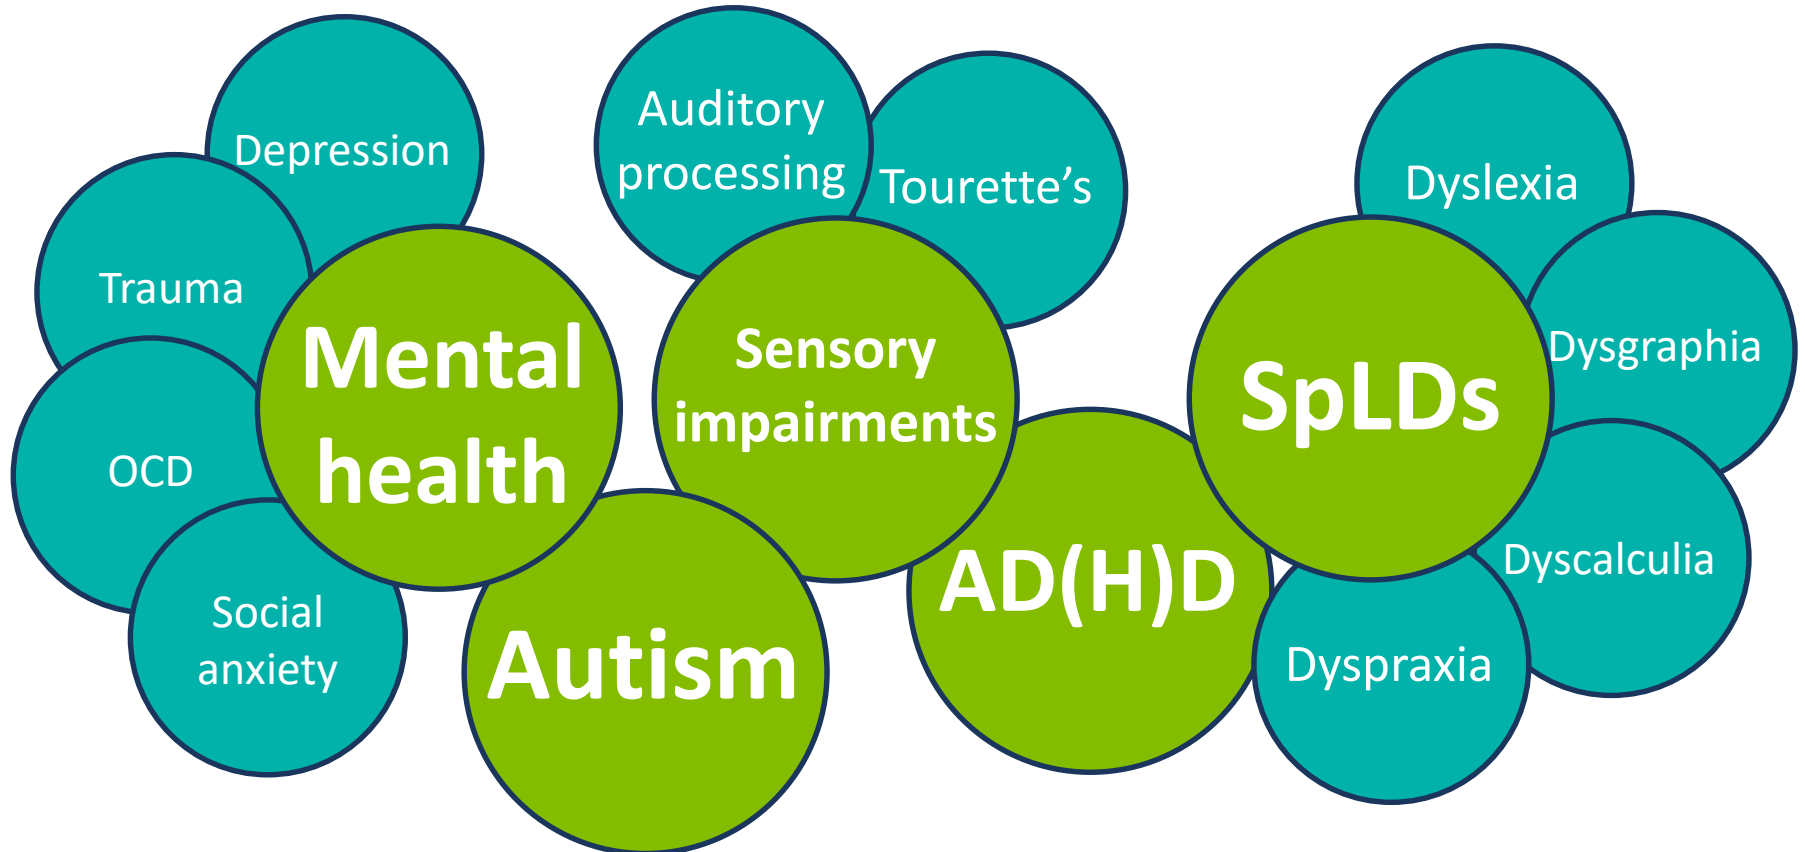 Depression
Trauma
OCD
Social
anxiety
Mental
health
Autism
Auditory
processing
Tourette’s
Sensory
impairments
AD(H)D
SpLDs
Dyslexia
Dysgraphia
Dyscalculia
Dyspraxia